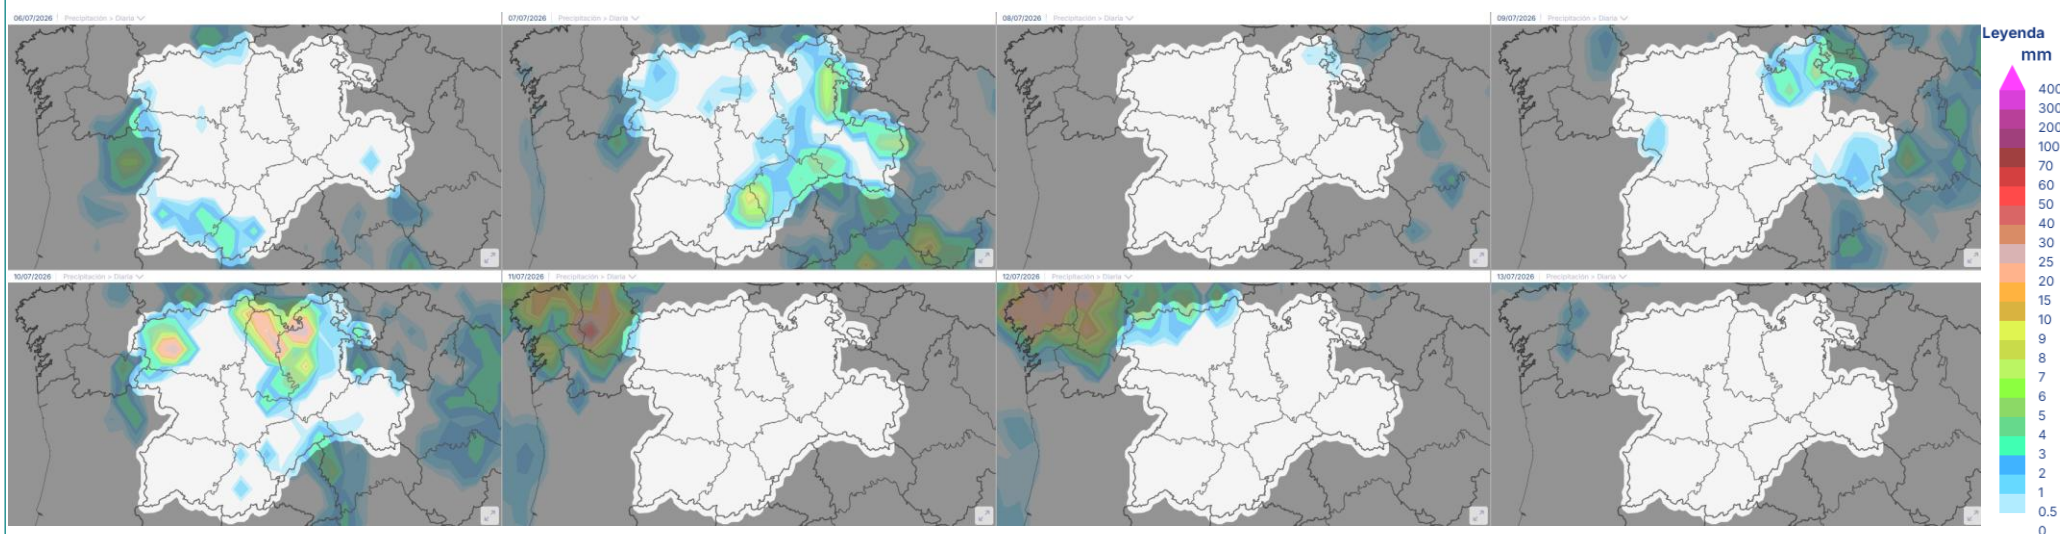 06/07/2026 Precipitación > Diaria
07/07/2026 Precipitación > Diaria
08/07/2026 Precipitación > Diaria
09/07/2026 Precipitación > Diaria
Leyenda
mm
400
300
200
100
70
60
50
40
30
25
20
15
10
9
8
7
6
5
4
3
2
1
0.5
0
10/07/2026 Precipitación > Diaria
11/07/2026 Precipitación > Diaria
12/07/2026 Precipitación > Diaria
13/07/2026 Precipitación > Diaria